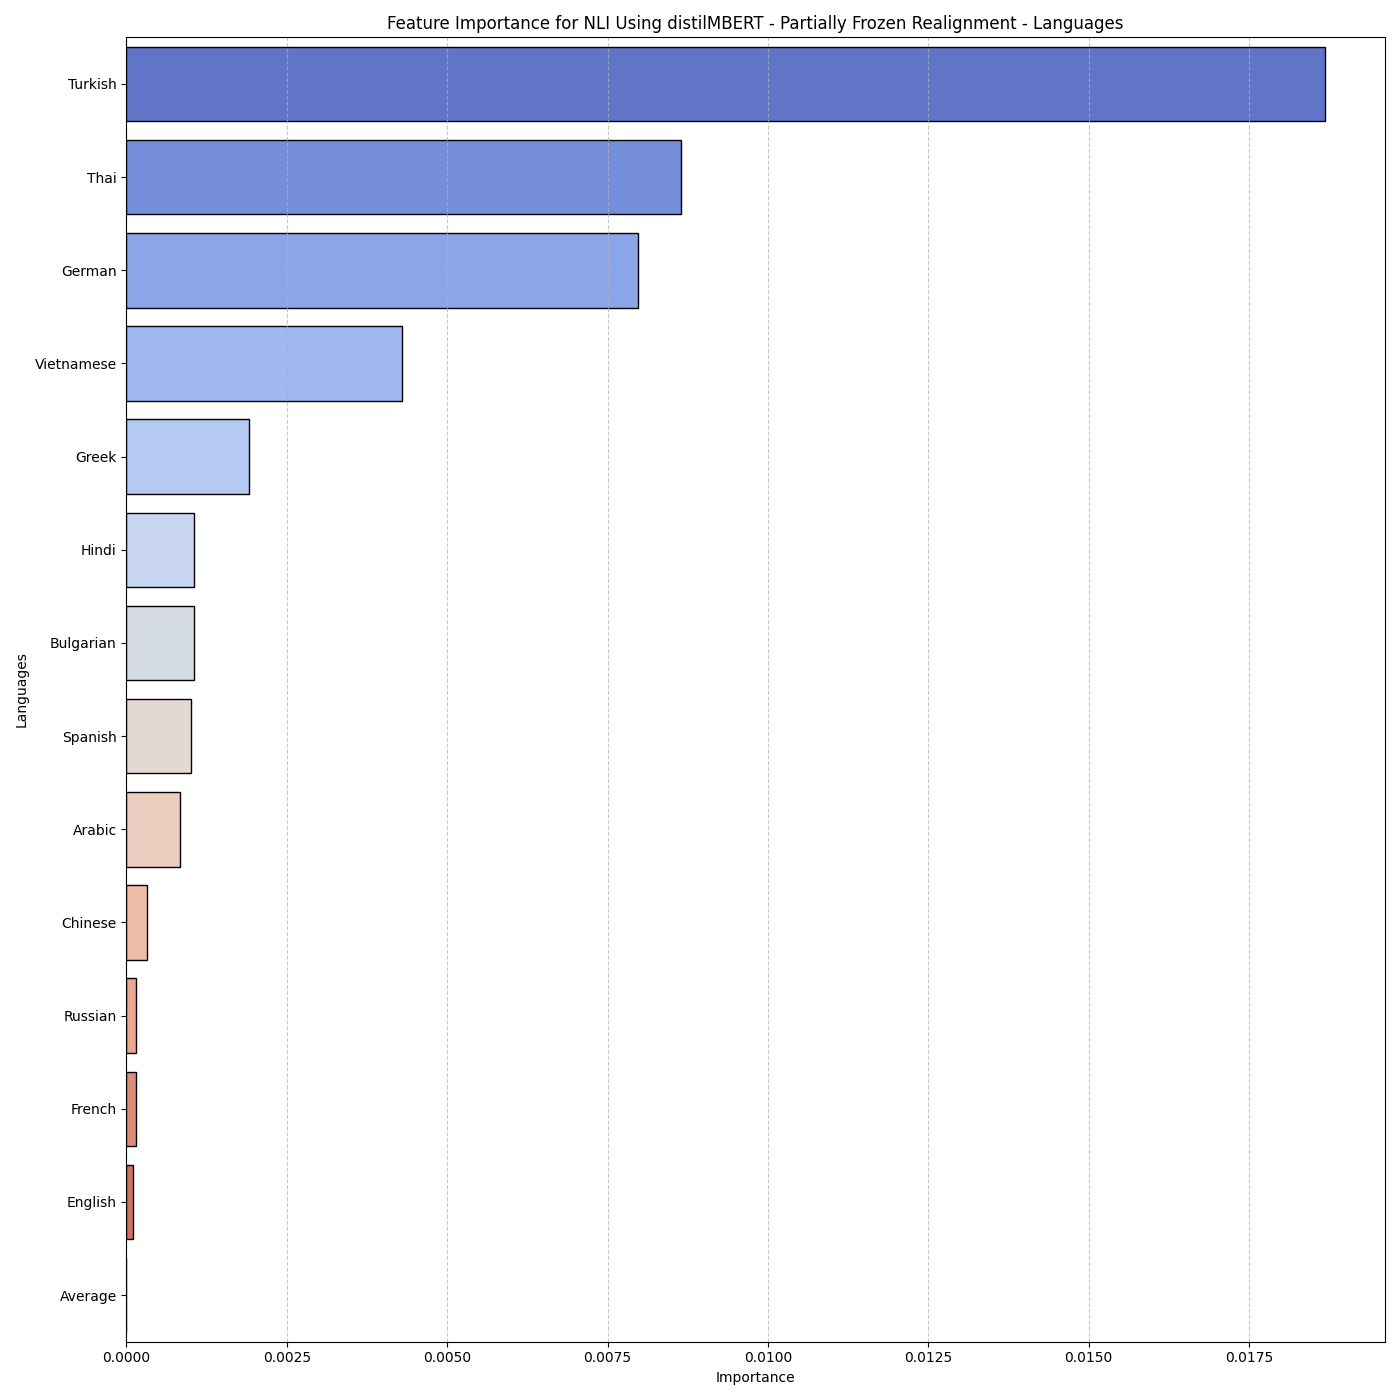 Feature Importance for NLI Using distilMBERT - Partially Frozen Realignment - Languages
Turkish
Thai
German
Vietnamese
Greek
Hindi
Bulgarian
Spanish
Arabic
Chinese
Russian
French
English
Average
Languages
0.0000 0.0025 0.0050 0.0075 0.0100 0.0125 0.0150 0.0175
Importance